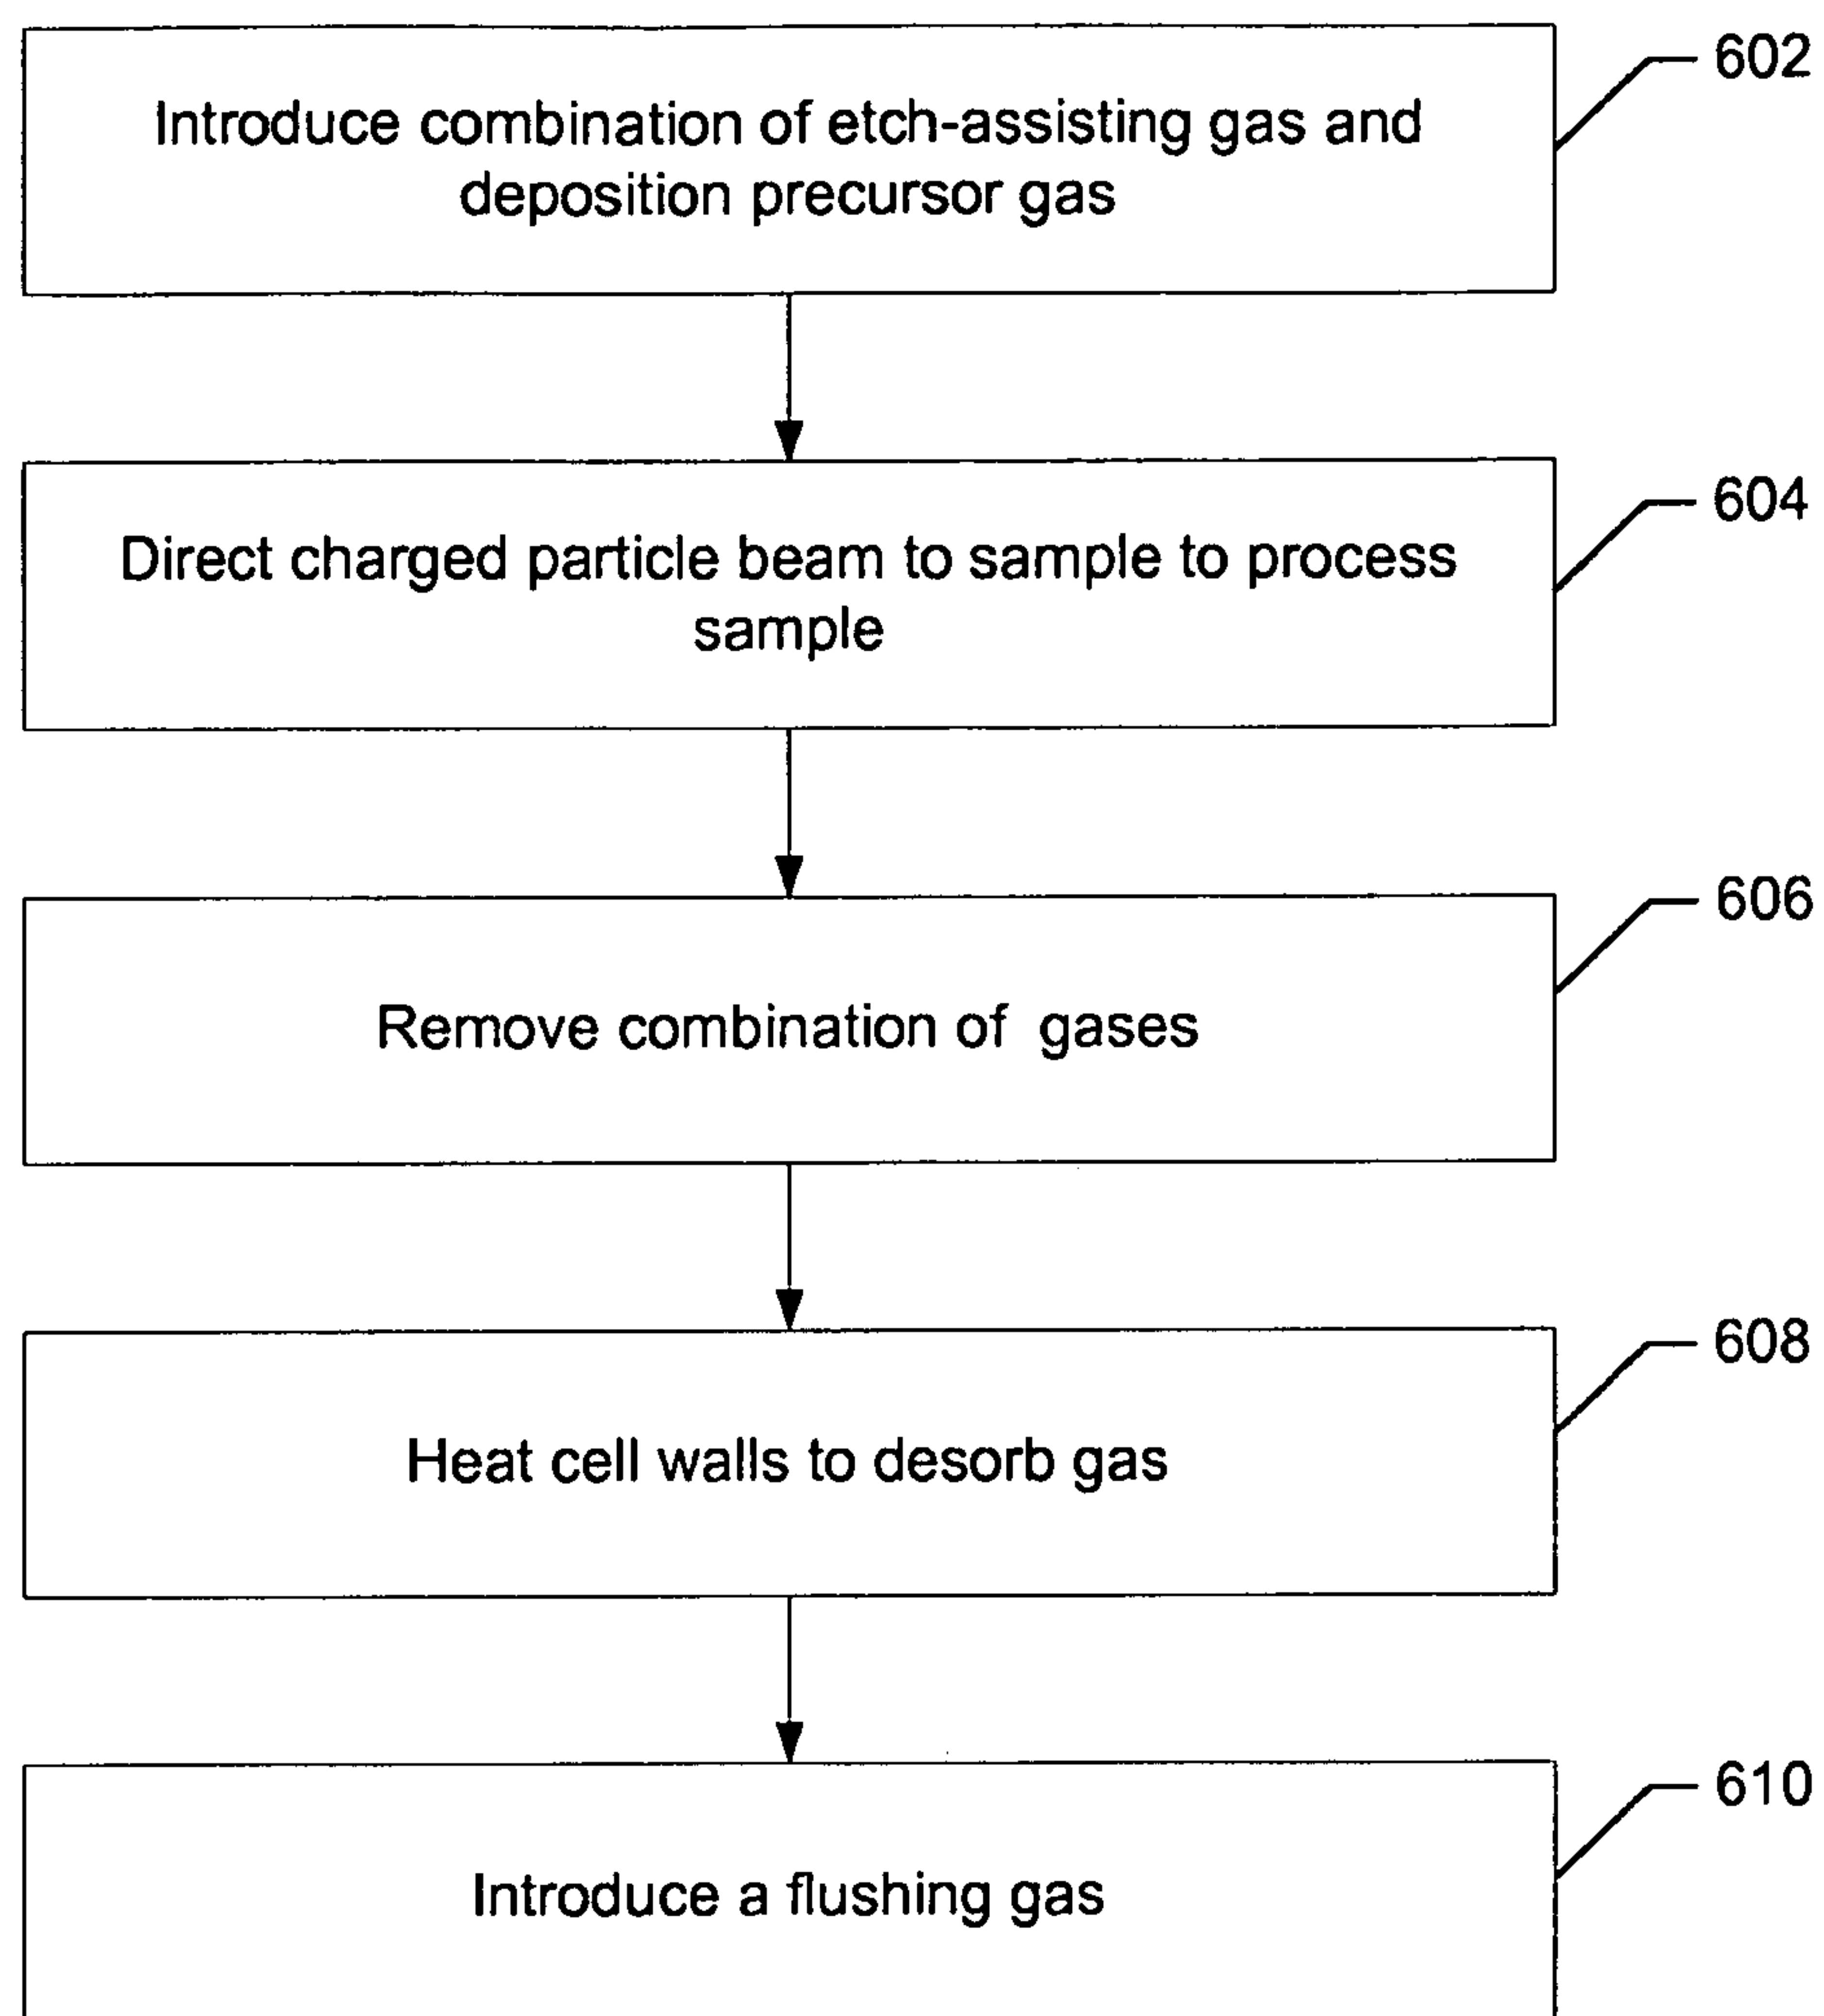 602
Introduce combination of etch-assisting gas and
deposition precursor gas
604
Direct charged particle beam to sample to process
sample
606
Remove combination of gases
608
Heat cell walls to desorb gas
610
Introduce a flushing gas